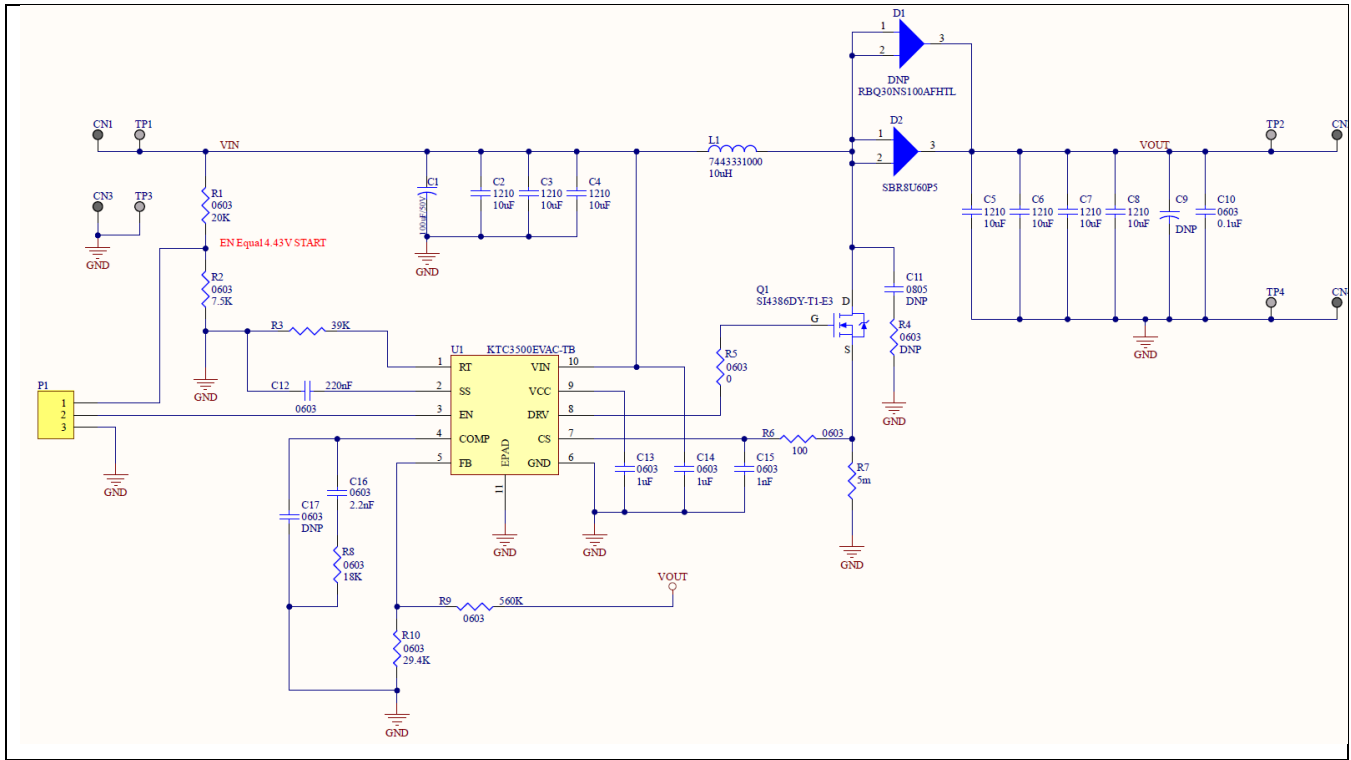 D1
1
2
3
DNP
RBQ30NS100AFHTL
CN1
TP1
VIN
L1
7443331000
10uH
D2
1
2
3
SBR8U60P5
VOUT
TP2
R1
0603
20K
CN3
TP3
GND
EN Equal 4.43V START
C1
100uF/50V
GND
C2
1210
10uF
C3
1210
10uF
C4
1210
10uF
C5
1210
10uF
C6
1210
10uF
C7
1210
10uF
C8
1210
10uF
C9
DNP
C10
0603
0.1uF
TP4
GND
R2
0603
7.5K
GND
Q1
SI4386DY-T1-E3
D
G
S
C11
0805
DNP
R4
0603
DNP
GND
R3
39K
C12
220nF
0603
U1
KTC3500EVAC-TB
1
RT
2
SS
3
EN
4
COMP
5
FB
VIN
10
VCC
9
DRV
8
CS
7
GND
6
EPAD
11
GND
GND
R5
0603
0
R6
0603
100
R7
5m
GND
C13
0603
1uF
C14
0603
1uF
C15
0603
1nF
P1
1
2
3
GND
C16
0603
2.2nF
C17
0603
DNP
R8
0603
18K
R9
560K
0603
VOUT
R10
0603
29.4K
GND